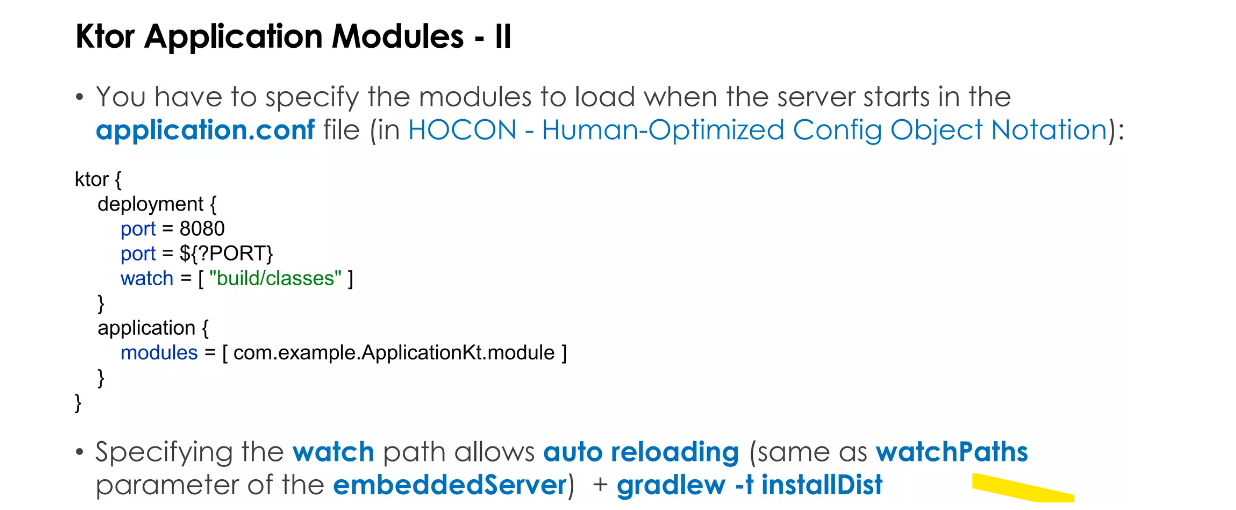 Ktor Application Modules - II
• You have to specify the modules to load when the server starts in the
application.conf file (in HOCON - Human-Optimized Config Object Notation):
ktor {
deployment {
port = 8080
port = ${?PORT}
watch = [ "build/classes" ]
}
application {
modules = [ com.example.ApplicationKt.module ]
}
}
• Specifying the watch path allows auto reloading (same as watchPaths
parameter of the embeddedServer) + gradlew -t installDist